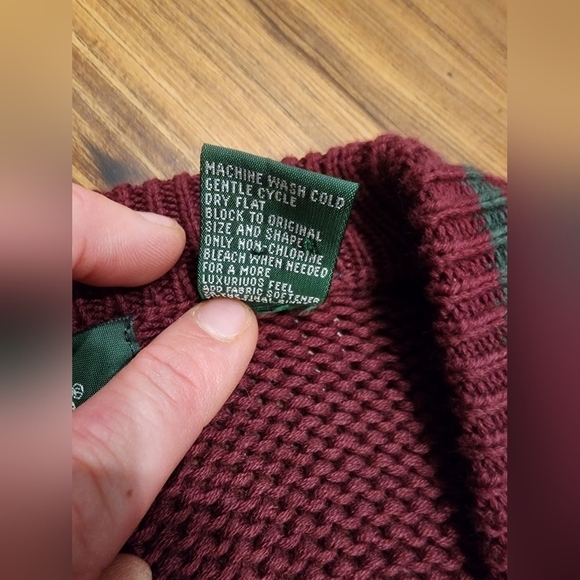 MACHINE WASH COLD
GENTLE CYCLE
DRY FLAT
BLOCK TO ORIGINAL
SIZE AND SHAPE
ONLY NON-CHLORINE
BLEACH WHEN NEEDED
FOR A MORE
LUXURIUOS FEEL
ADD FABRIC SOFTENER